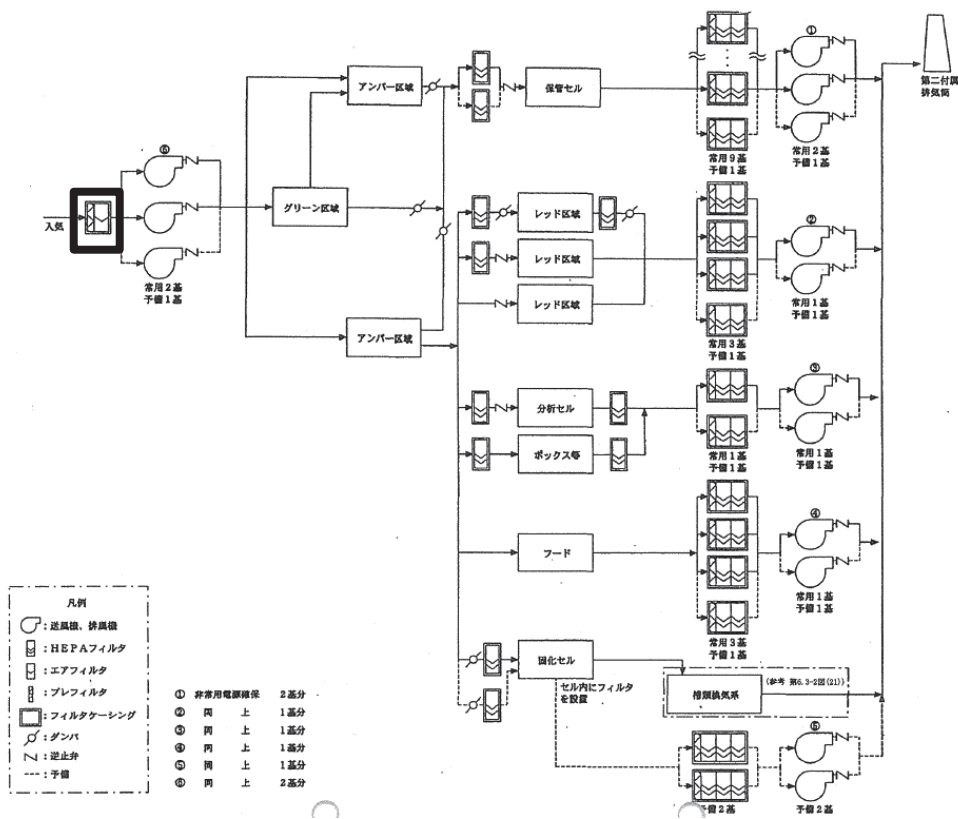 ①
第二付属
排気筒
アンバー区域
保管セル
⑥
常用9基
予備1基
常用2基
予備1基
入気
グリーン区域
レッド区域
②
レッド区域
常用2基
予備1基
レッド区域
常用1基
予備1基
アンバー区域
常用3基
予備1基
③
分析セル
ボックス等
常用1基
予備1基
常用1基
予備1基
④
フード
常用1基
予備1基
常用3基
予備1基
固化セル
セル内にフィルタ
を設置
(参考 第6.3-2図(21))
槽類換気系
⑤
予備2基
予備2基
凡例
:送風機、排風機
:HEPAフィルタ
:エアフィルタ
:プレフィルタ
:フィルタケーシング
:ダンパ
:逆止弁
:予備
① 非常用電源確保 2基分
② 同 上 1基分
③ 同 上 1基分
④ 同 上 1基分
⑤ 同 上 1基分
⑥ 同 上 2基分